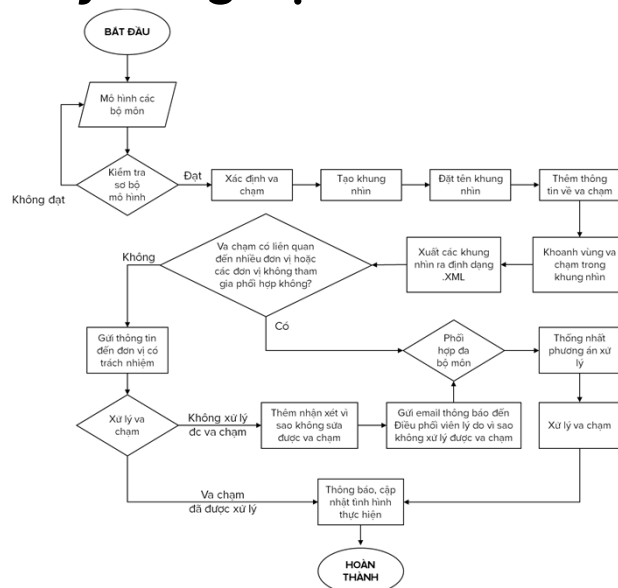 BẮT ĐẦU
Mô hình các
bộ môn
Kiểm tra
sơ bộ
mô hình
Không đạt
Đạt
Xác định va
chạm
Tạo khung
nhìn
Đặt tên khung
nhìn
Thêm thông
tin về va chạm
Khoanh vùng va
chạm trong
khung nhìn
Xuất các khung
nhìn ra định dạng
.XML
Va chạm có liên quan
đến nhiều đơn vị hoặc
các đơn vị không tham
gia phối hợp không?
Không
Có
Gửi thông tin
đến đơn vị có
trách nhiệm
Phối
hợp đa
bộ môn
Thống nhất
phương án xử
lý
Xử lý va
chạm
Không xử lý
đc va chạm
Thêm nhận xét vì
sao không sửa
được va chạm
Gửi email thông báo đến
Điều phối viên lý do vì sao
không xử lý được va chạm
Xử lý va chạm
Va chạm
đã được xử lý
Thông báo, cập
nhật tình hình
thực hiện
HOÀN
THÀNH